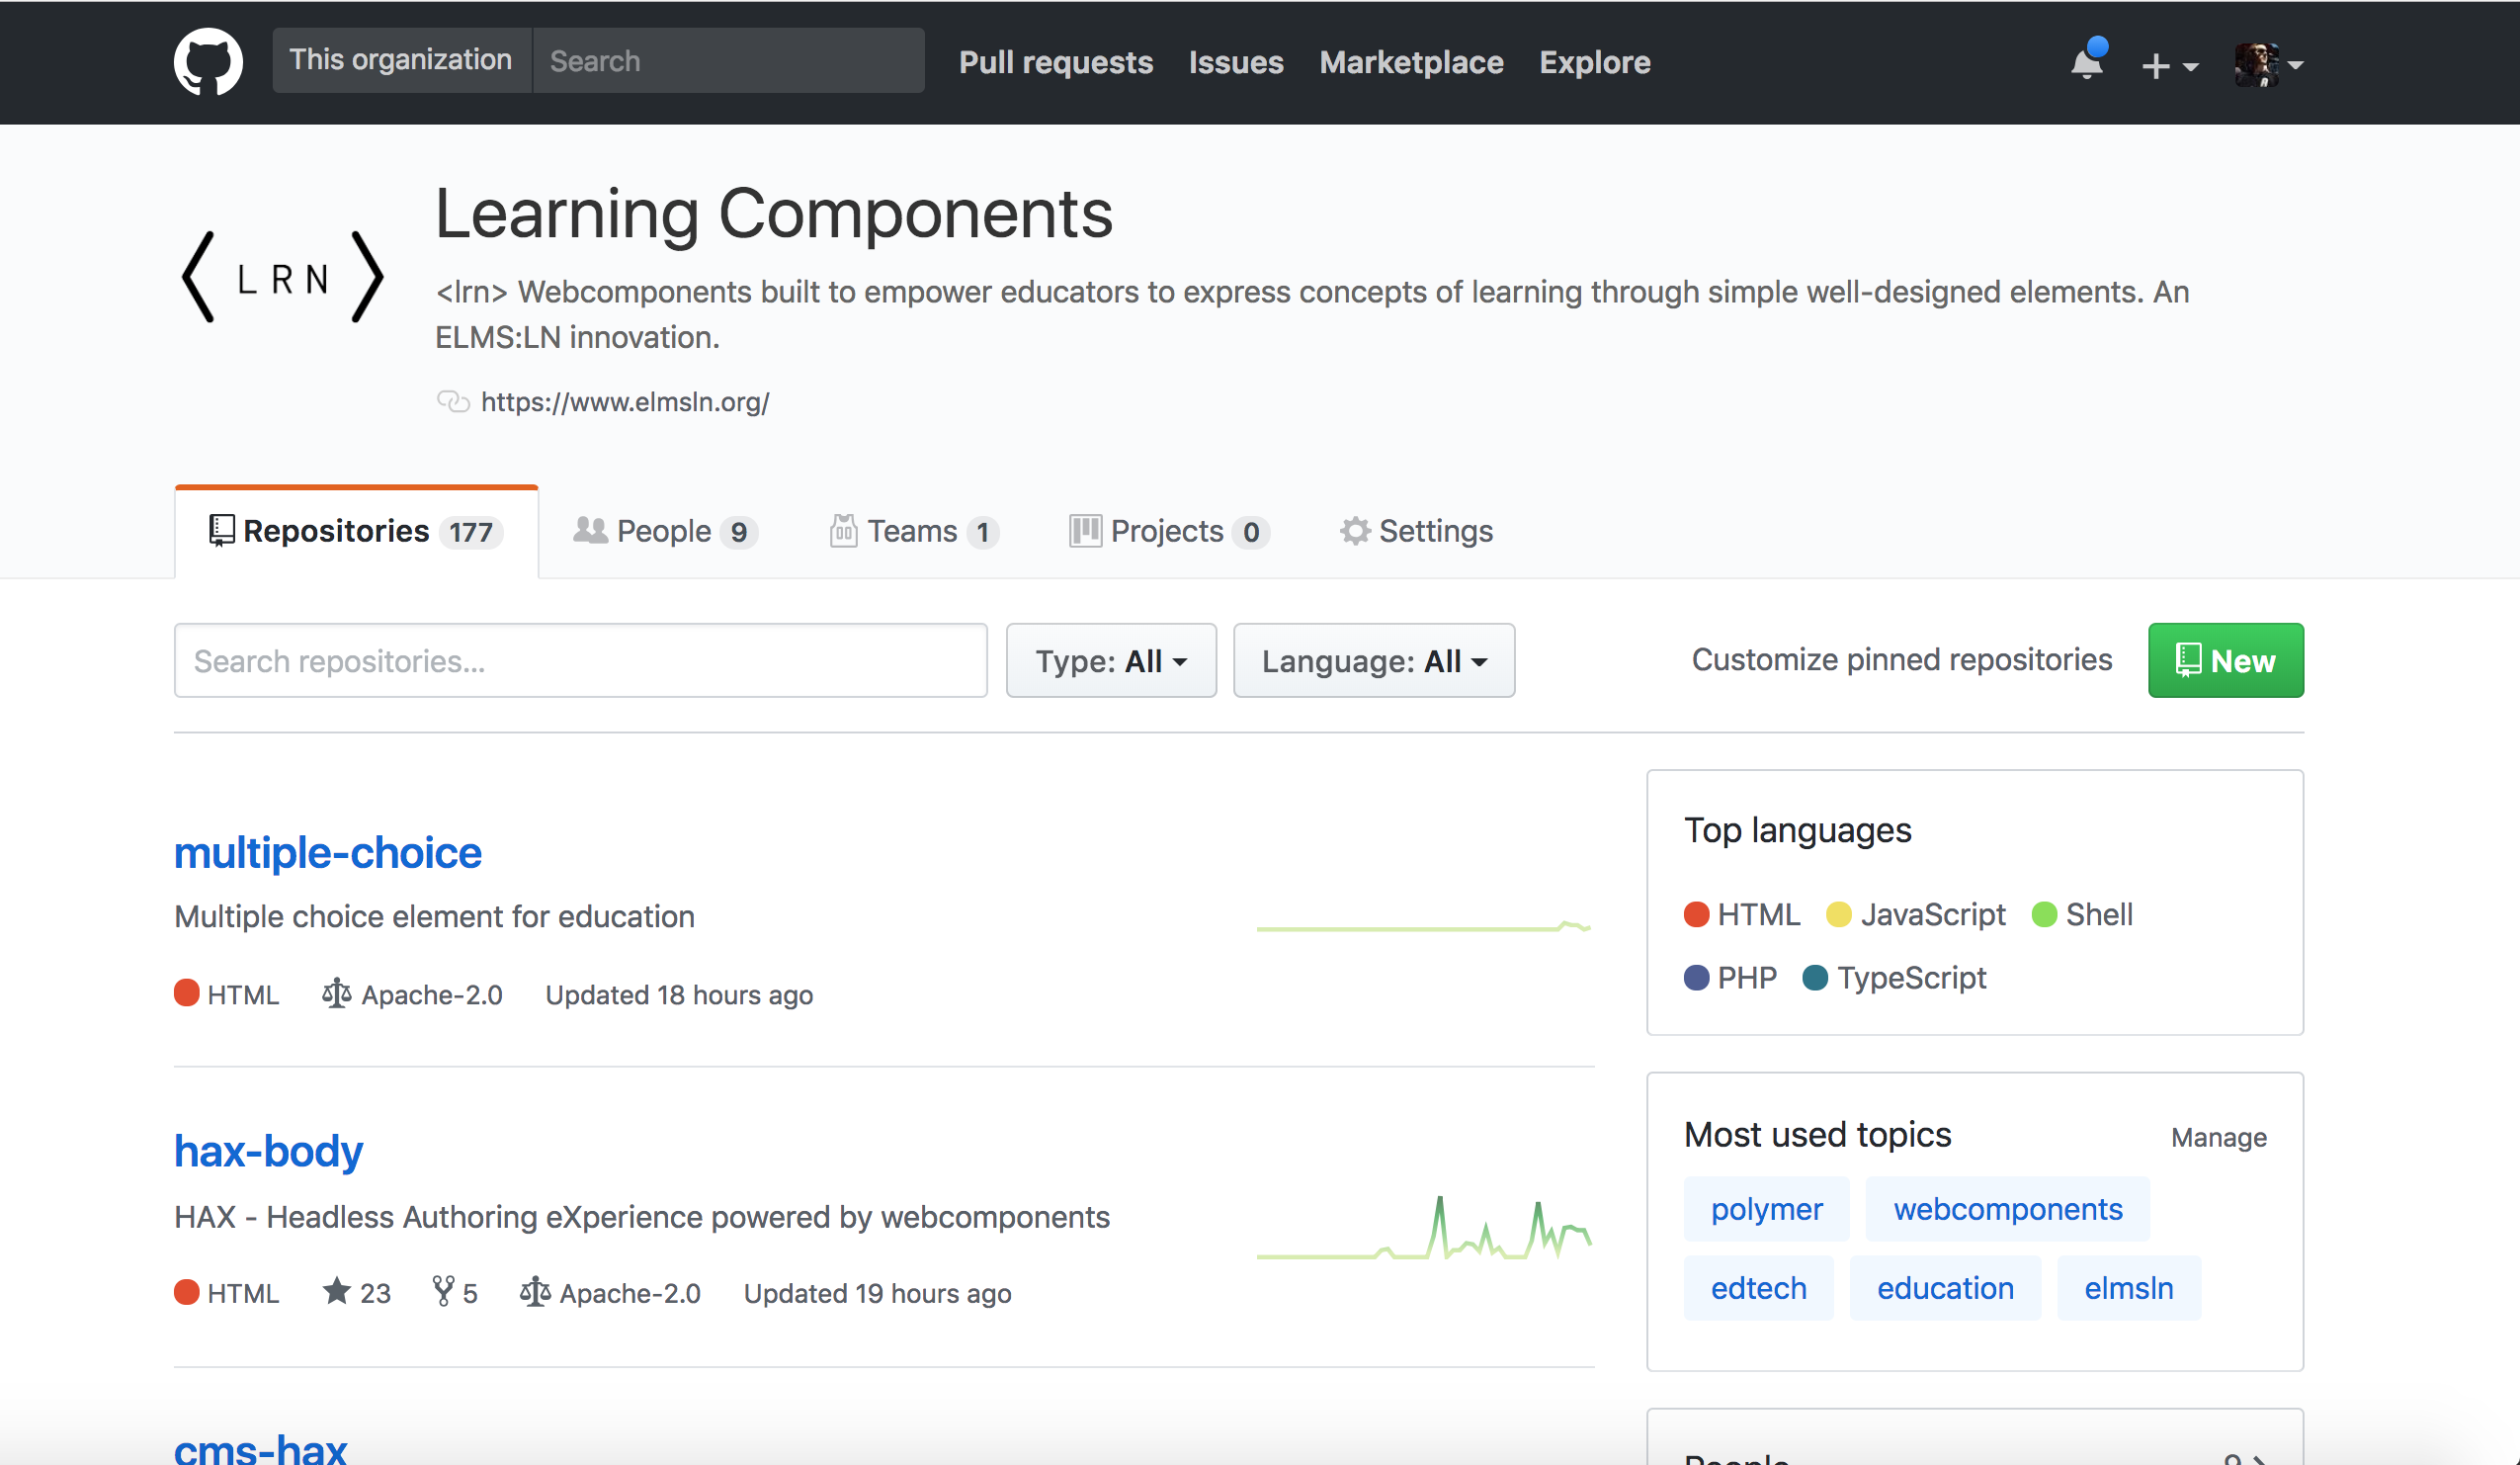 This organization Search Pull requests Issues Marketplace Explore
Learning Components
L R N
<lrn> Webcomponents built to empower educators to express concepts of learning through simple well-designed elements. An
ELMS:LN innovation.
https://www.elmsln.org/
Repositories 177 People 9 Teams 1 Projects 0 Settings
Search repositories... Type: All Language: All Customize pinned repositories New
multiple-choice
Multiple choice element for education
HTML Apache-2.0 Updated 18 hours ago
hax-body
HAX - Headless Authoring eXperience powered by webcomponents
HTML 23 5 Apache-2.0 Updated 19 hours ago
cms-hax
Top languages
HTML JavaScript Shell
PHP TypeScript
Most used topics Manage
polymer webcomponents
edtech education elmsln
People 9 >